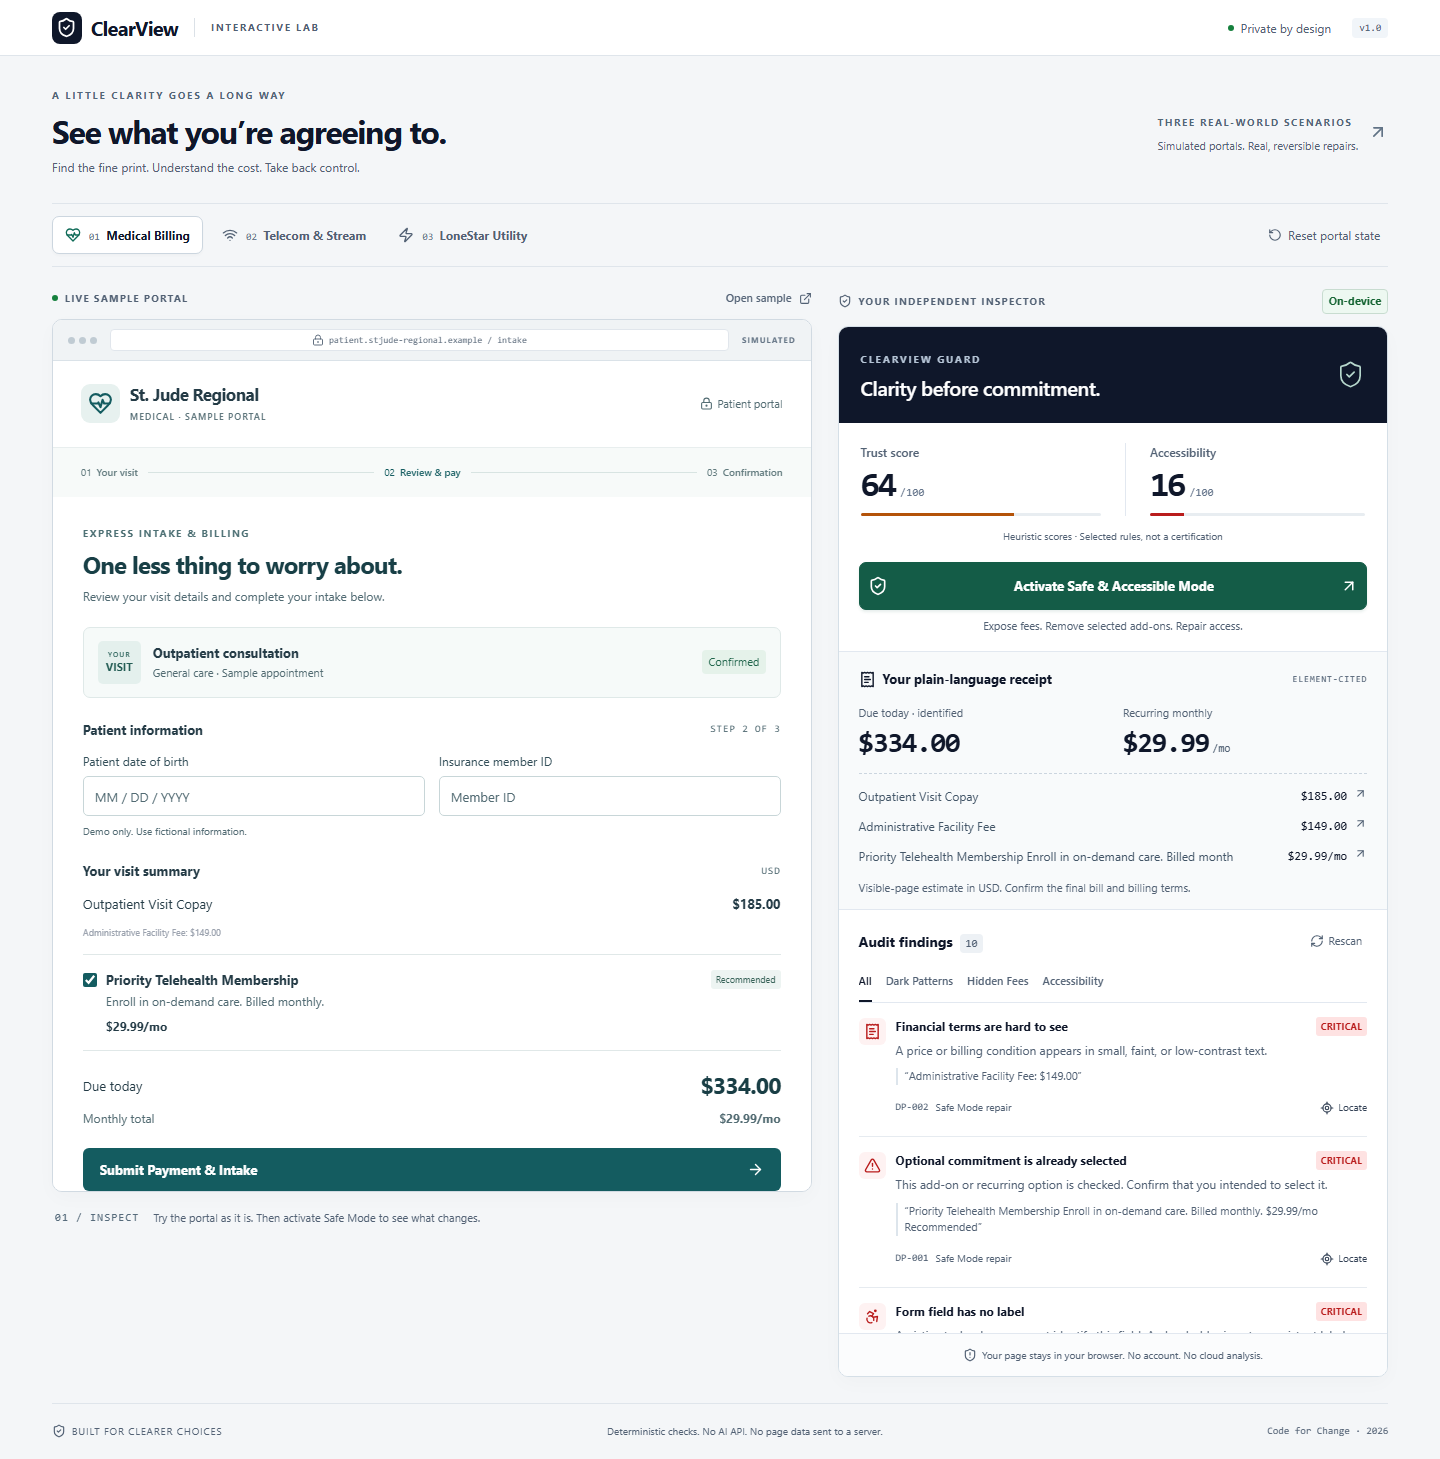 ClearView
INTERACTIVE LAB
Private by design
v1.0
A LITTLE CLARITY GOES A LONG WAY
See what you’re agreeing to.
Find the fine print. Understand the cost. Take back control.
THREE REAL-WORLD SCENARIOS
Simulated portals. Real, reversible repairs.
01 Medical Billing
02 Telecom & Stream
03 LoneStar Utility
Reset portal state
LIVE SAMPLE PORTAL
Open sample
patient.stjude-regional.example / intake
SIMULATED
St. Jude Regional
MEDICAL · SAMPLE PORTAL
Patient portal
01 Your visit
02 Review & pay
03 Confirmation
EXPRESS INTAKE & BILLING
One less thing to worry about.
Review your visit details and complete your intake below.
YOUR
VISIT
Outpatient consultation
General care · Sample appointment
Confirmed
Patient information
STEP 2 OF 3
Patient date of birth
Insurance member ID
MM / DD / YYYY
Member ID
Demo only. Use fictional information.
Your visit summary
USD
Outpatient Visit Copay
$185.00
Administrative Facility Fee: $149.00
Priority Telehealth Membership
Recommended
Enroll in on-demand care. Billed monthly.
$29.99/mo
Due today
$334.00
Monthly total
$29.99/mo
Submit Payment & Intake
01 / INSPECT
Try the portal as it is. Then activate Safe Mode to see what changes.
YOUR INDEPENDENT INSPECTOR
On-device
CLEARVIEW GUARD
Clarity before commitment.
Trust score
64 /100
Accessibility
16 /100
Heuristic scores · Selected rules, not a certification
Activate Safe & Accessible Mode
Expose fees. Remove selected add-ons. Repair access.
Your plain-language receipt
ELEMENT-CITED
Due today · identified
$334.00
Recurring monthly
$29.99 /mo
Outpatient Visit Copay
$185.00
Administrative Facility Fee
$149.00
Priority Telehealth Membership Enroll in on-demand care. Billed month
$29.99/mo
Visible-page estimate in USD. Confirm the final bill and billing terms.
Audit findings 10
Rescan
All
Dark Patterns
Hidden Fees
Accessibility
Financial terms are hard to see
CRITICAL
A price or billing condition appears in small, faint, or low-contrast text.
“Administrative Facility Fee: $149.00”
DP-002 Safe Mode repair
Locate
Optional commitment is already selected
CRITICAL
This add-on or recurring option is checked. Confirm that you intended to select it.
“Priority Telehealth Membership Enroll in on-demand care. Billed monthly. $29.99/mo
Recommended”
DP-001 Safe Mode repair
Locate
Form field has no label
CRITICAL
Your page stays in your browser. No account. No cloud analysis.
BUILT FOR CLEARER CHOICES
Deterministic checks. No AI API. No page data sent to a server.
Code for Change · 2026